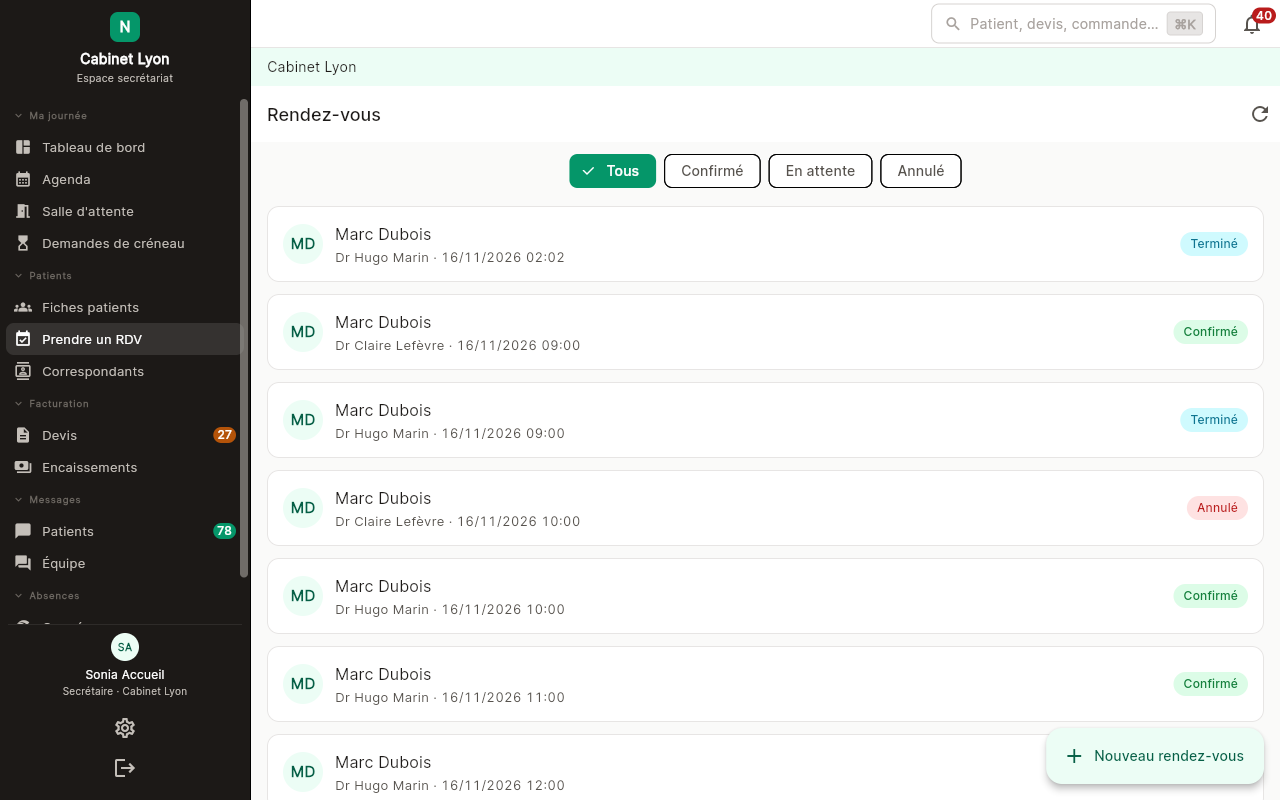 N
Cabinet Lyon
Espace secrétariat
Ma journée
Tableau de bord
Agenda
Salle d'attente
Demandes de créneau
Patients
Fiches patients
Prendre un RDV
Correspondants
Facturation
Devis 27
Encaissements
Messages
Patients 78
Équipe
Absences
SA
Sonia Accueil
Secrétaire · Cabinet Lyon
Patient, devis, commande... ⌘K
40
Cabinet Lyon
Rendez-vous
Tous Confirmé En attente Annulé
MD Marc Dubois
Dr Hugo Marin · 16/11/2026 02:02
Terminé
MD Marc Dubois
Dr Claire Lefèvre · 16/11/2026 09:00
Confirmé
MD Marc Dubois
Dr Hugo Marin · 16/11/2026 09:00
Terminé
MD Marc Dubois
Dr Claire Lefèvre · 16/11/2026 10:00
Annulé
MD Marc Dubois
Dr Hugo Marin · 16/11/2026 10:00
Confirmé
MD Marc Dubois
Dr Hugo Marin · 16/11/2026 11:00
Confirmé
MD Marc Dubois
Dr Hugo Marin · 16/11/2026 12:00
Nouveau rendez-vous